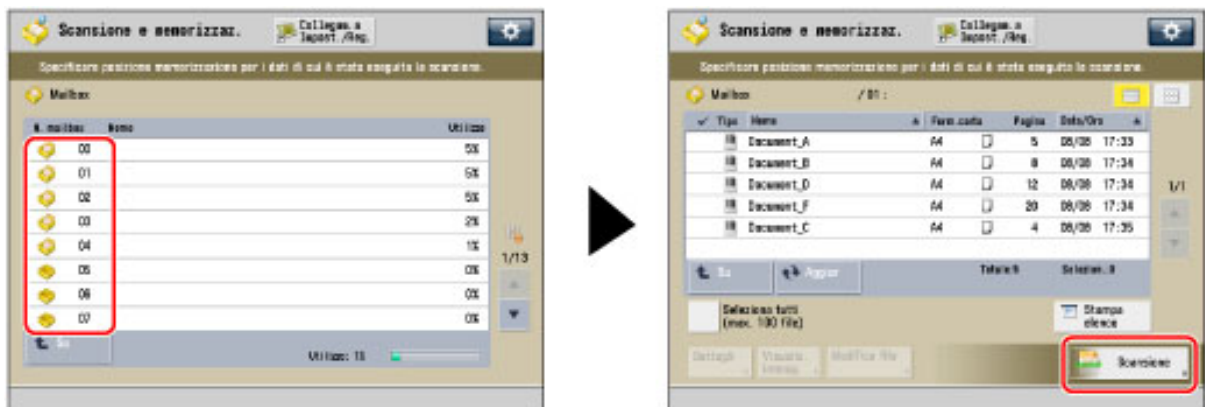 Scansione e memorizzaz.
Collegam.a
Impost./Reg.
Specificare posizione memorizzazione per i dati di cui è stata eseguita la scansione.
Mailbox
N. mailbox Nome Utilizzo
00 5%
01 5%
02 5%
03 2%
04 1%
05 0%
06 0%
07 0%
1/13
Su
Utilizzo: 1%
Scansione e memorizzaz.
Collegam.a
Impost./Reg.
Specificare posizione memorizzazione per i dati di cui è stata eseguita la scansione.
Mailbox /01:
Tipo Nome Form.carta Pagine Data/Ora
Document_A A4 5 08/08 17:33
Document_B A4 8 08/08 17:34
Document_D A4 12 08/08 17:34
Document_F A4 20 08/08 17:34
Document_C A4 4 08/08 17:35
1/1
Su Aggior Totale:5 Selezion.:0
Seleziona tutti
(max. 100 file)
Stampa
elenco
Dettagli Visualiz. Modifica file
Scansione